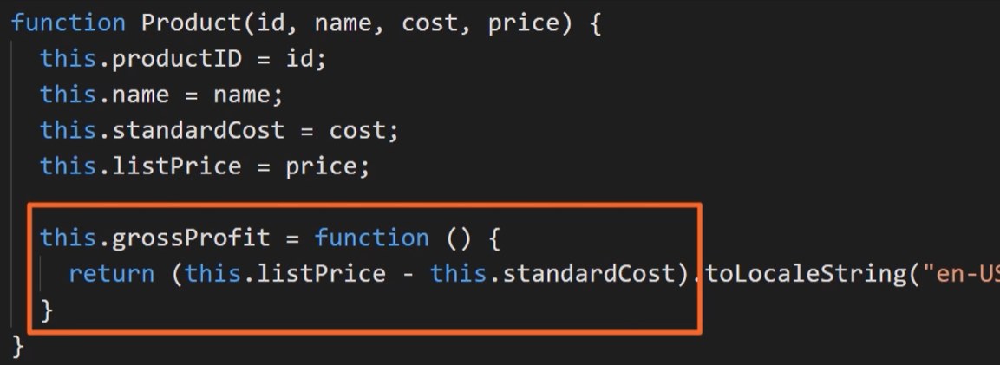 function Product(id, name, cost, price) {
this.productID = id;
this.name = name;
this.standardCost = cost;
this.listPrice = price;
this.grossProfit = function () {
return (this.listPrice - this.standardCost).toLocaleString("en-US
}
}